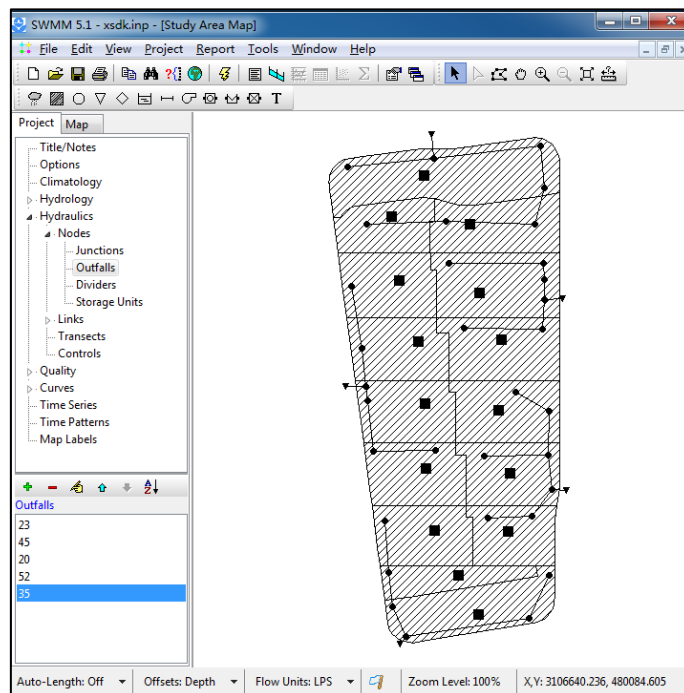 SWMM 5.1 - xsdk.inp - [Study Area Map]
File Edit View Project Report Tools Window Help
T
Project Map
Title/Notes
Options
Climatology
Hydrology
Hydraulics
Nodes
Junctions
Outfalls
Dividers
Storage Units
Links
Transects
Controls
Quality
Curves
Time Series
Time Patterns
Map Labels
Outfalls
23
45
20
52
35
Auto-Length: Off Offsets: Depth Flow Units: LPS Zoom Level: 100% X,Y: 3106640.236, 480084.605